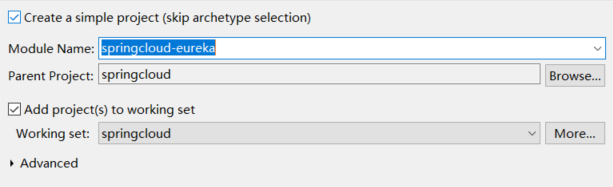 Create a simple project (skip archetype selection)
Module Name: springcloud-eureka
Parent Project: springcloud Browse...
Add project(s) to working set
Working set: springcloud More...
Advanced